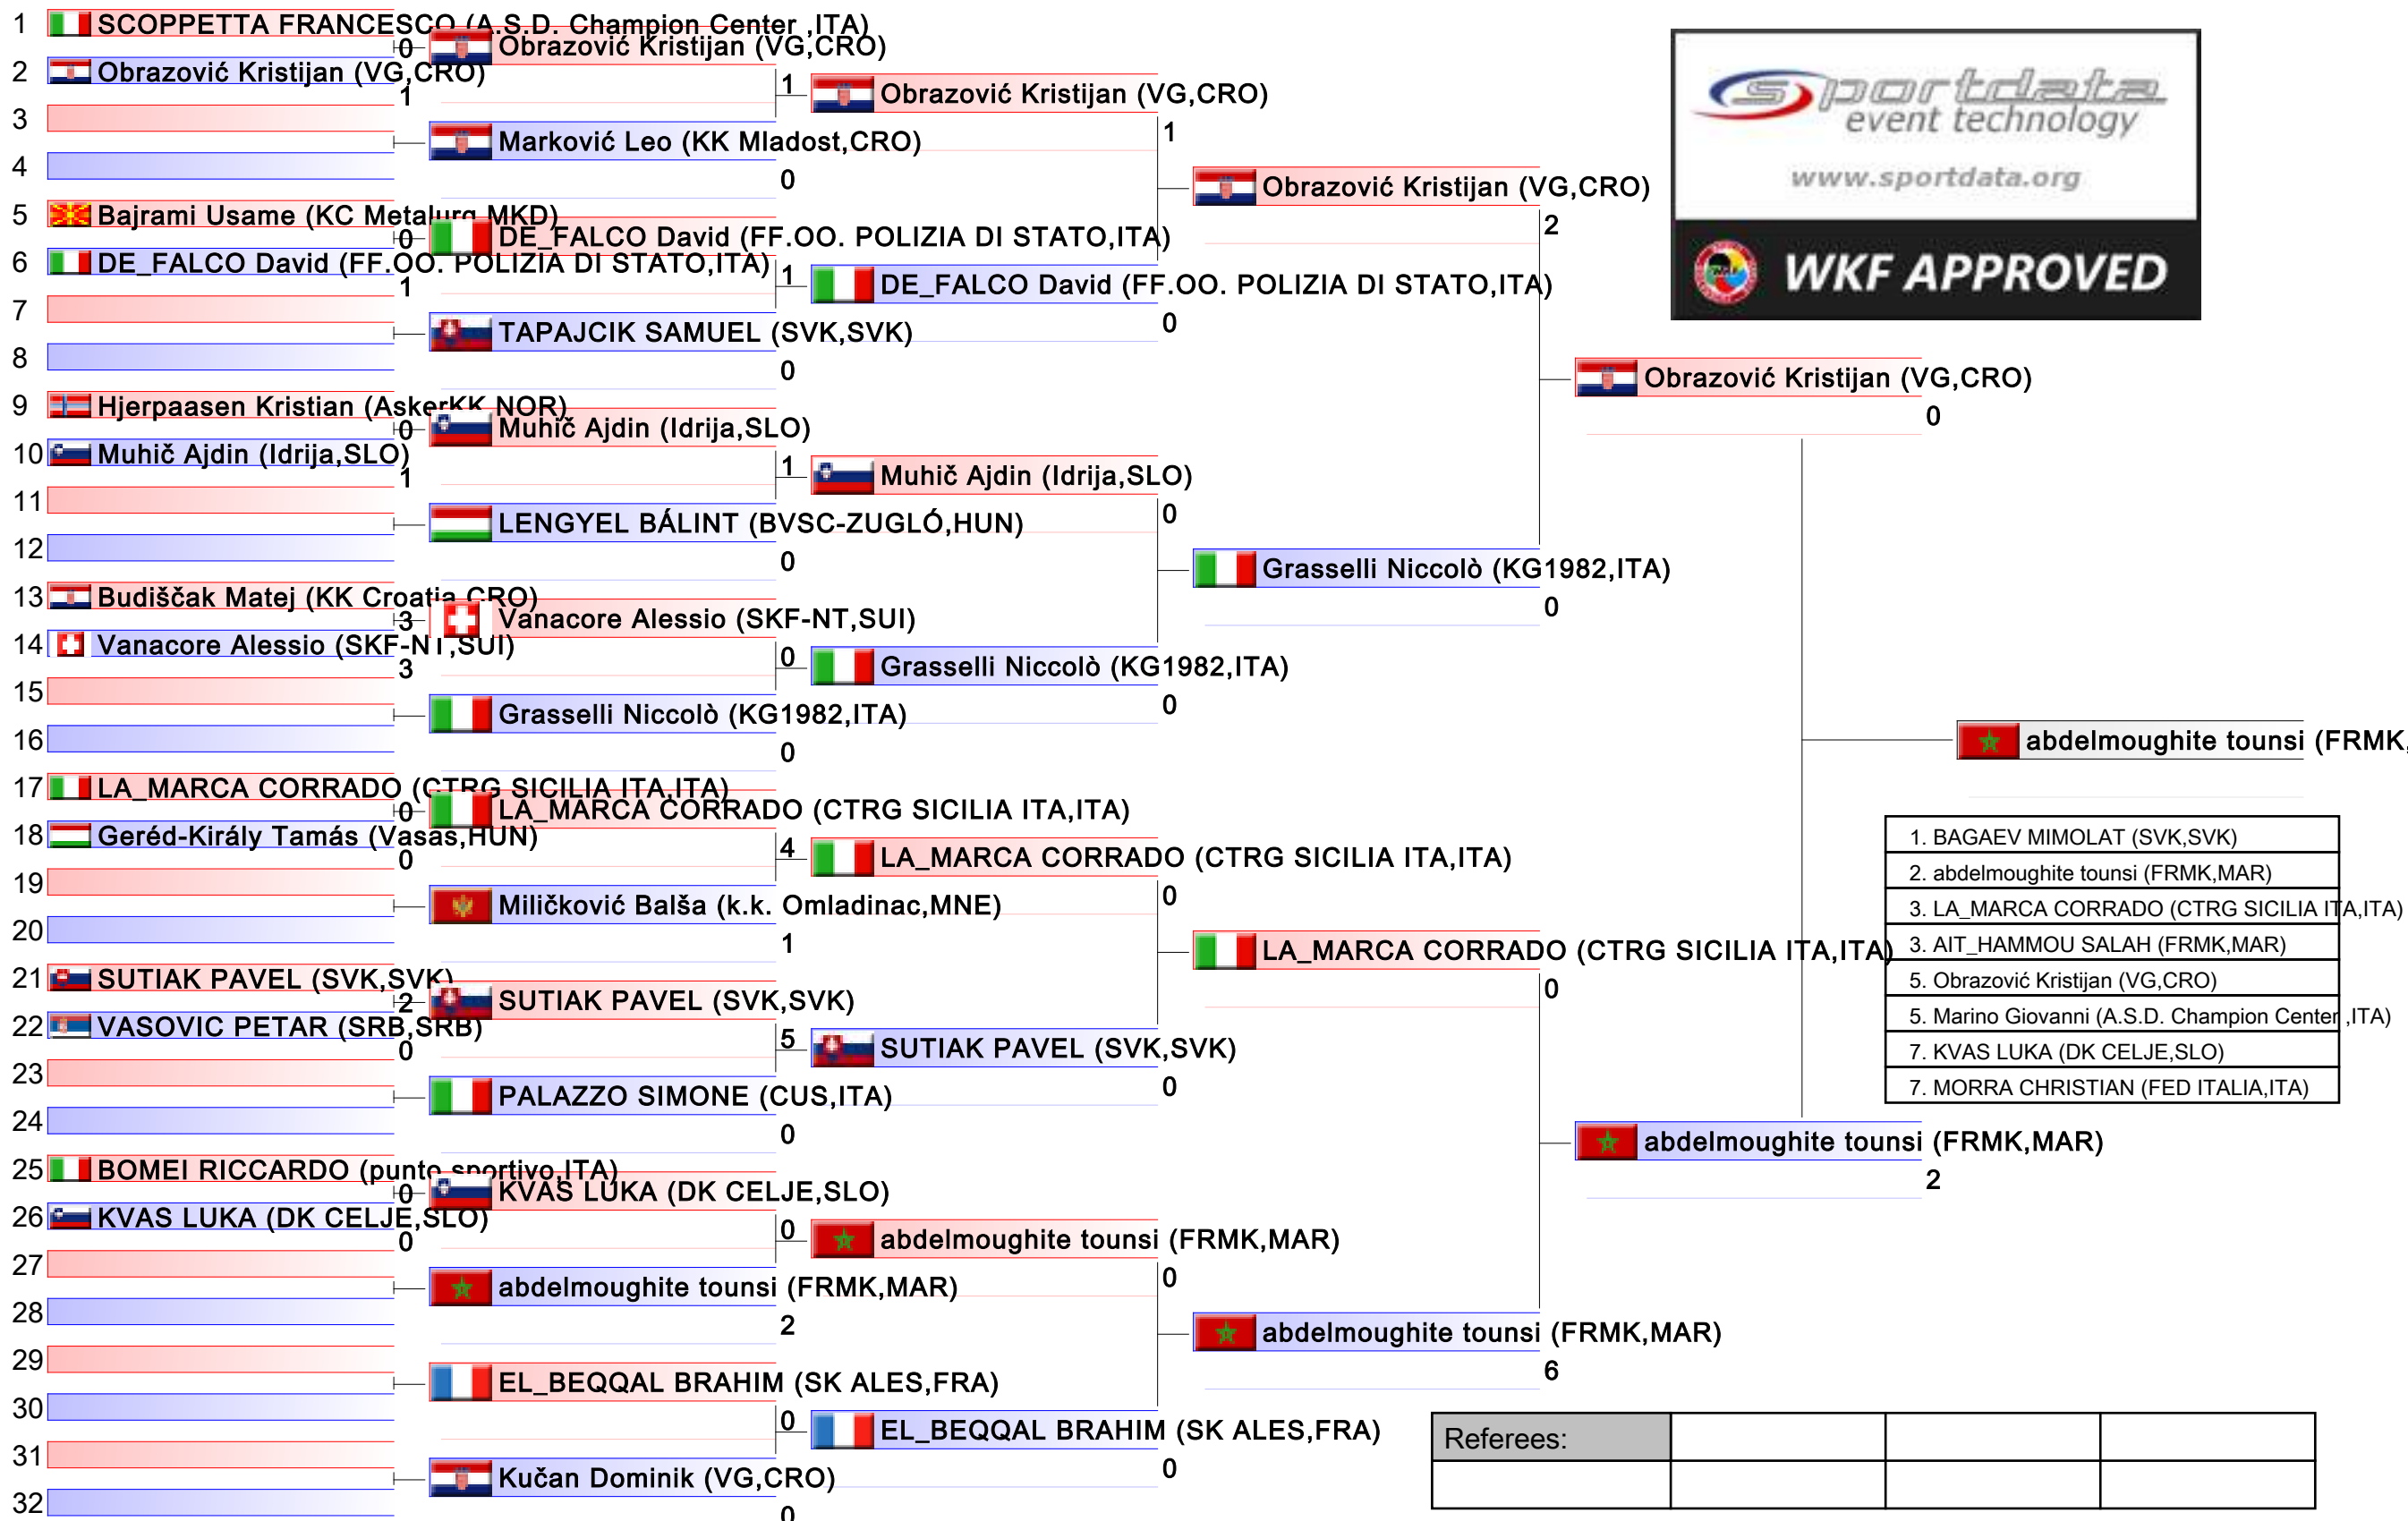 1 SCOPPETTA FRANCESCO (A.S.D. Champion Center ,ITA)
0
2 Obrazović Kristijan (VG,CRO)
1
3
4
5 Bajrami Usame (KC Metalurg,MKD)
0
6 DE_FALCO David (FF.OO. POLIZIA DI STATO,ITA)
1
7
8
9 Hjerpaasen Kristian (AskerKK,NOR)
0
10 Muhič Ajdin (Idrija,SLO)
1
11
12
13 Budiščak Matej (KK Croatia,CRO)
3
14 Vanacore Alessio (SKF-NT,SUI)
3
15
16
17 LA_MARCA CORRADO (CTRG SICILIA ITA,ITA)
0
18 Geréd-Király Tamás (Vasas,HUN)
0
19
20
21 SUTIAK PAVEL (SVK,SVK)
2
22 VASOVIC PETAR (SRB,SRB)
0
23
24
25 BOMEI RICCARDO (punto sportivo,ITA)
0
26 KVAS LUKA (DK CELJE,SLO)
0
27
28
29
30
31
32
Obrazović Kristijan (VG,CRO)
1
Marković Leo (KK Mladost,CRO)
0
DE_FALCO David (FF.OO. POLIZIA DI STATO,ITA)
1
TAPAJCIK SAMUEL (SVK,SVK)
0
Muhič Ajdin (Idrija,SLO)
1
LENGYEL BÁLINT (BVSC-ZUGLÓ,HUN)
0
Vanacore Alessio (SKF-NT,SUI)
0
Grasselli Niccolò (KG1982,ITA)
0
LA_MARCA CORRADO (CTRG SICILIA ITA,ITA)
4
Miličković Balša (k.k. Omladinac,MNE)
1
SUTIAK PAVEL (SVK,SVK)
5
PALAZZO SIMONE (CUS,ITA)
0
KVAS LUKA (DK CELJE,SLO)
0
abdelmoughite tounsi (FRMK,MAR)
2
EL_BEQQAL BRAHIM (SK ALES,FRA)
0
Kučan Dominik (VG,CRO)
0
Obrazović Kristijan (VG,CRO)
1
DE_FALCO David (FF.OO. POLIZIA DI STATO,ITA)
0
Muhič Ajdin (Idrija,SLO)
0
Grasselli Niccolò (KG1982,ITA)
0
LA_MARCA CORRADO (CTRG SICILIA ITA,ITA)
0
SUTIAK PAVEL (SVK,SVK)
0
abdelmoughite tounsi (FRMK,MAR)
0
EL_BEQQAL BRAHIM (SK ALES,FRA)
0
Obrazović Kristijan (VG,CRO)
2
Grasselli Niccolò (KG1982,ITA)
0
LA_MARCA CORRADO (CTRG SICILIA ITA,ITA)
0
abdelmoughite tounsi (FRMK,MAR)
6
Obrazović Kristijan (VG,CRO)
0
abdelmoughite tounsi (FRMK,MAR)
2
abdelmoughite tounsi (FRMK,
sportdata
event technology
www.sportdata.org
WKF APPROVED
1. BAGAEV MIMOLAT (SVK,SVK)
2. abdelmoughite tounsi (FRMK,MAR)
3. LA_MARCA CORRADO (CTRG SICILIA ITA,ITA)
3. AIT_HAMMOU SALAH (FRMK,MAR)
5. Obrazović Kristijan (VG,CRO)
5. Marino Giovanni (A.S.D. Champion Center ,ITA)
7. KVAS LUKA (DK CELJE,SLO)
7. MORRA CHRISTIAN (FED ITALIA,ITA)
Referees: